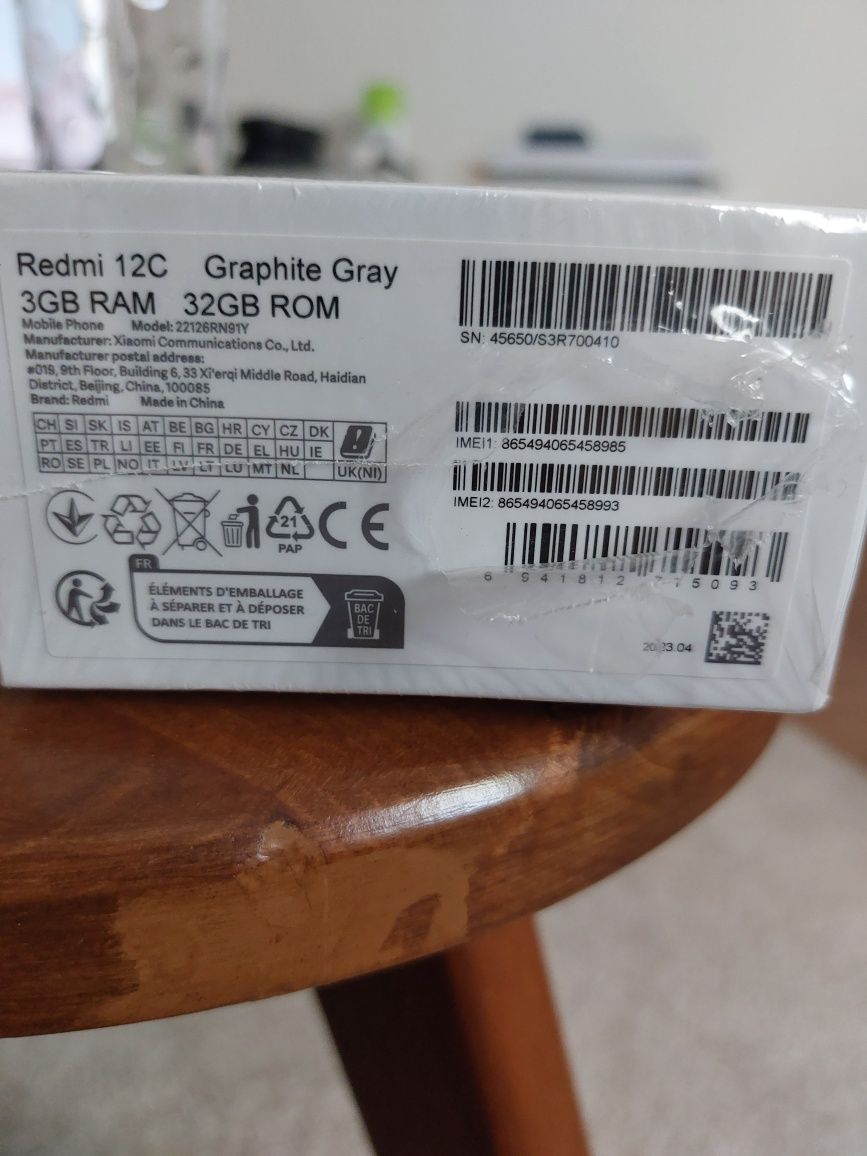 Redmi 12C Graphite Gray
3GB RAM 32GB ROM
Mobile Phone Model: 22126RN91Y
Manufacturer: Xiaomi Communications Co., Ltd.
Manufacturer postal address:
#019, 9th Floor, Building 6, 33 Xi'erqi Middle Road, Haidian
District, Beijing, China, 100085
Brand: Redmi Made in China
CH SI SK IS AT BE BG HR CY CZ DK
PT ES TR LI EE FI FR DE EL HU IE
RO SE PL NO IT LV LT LU MT NL UK(NI)
21
PAP
CE
FR
ÉLÉMENTS D'EMBALLAGE
À SÉPARER ET À DÉPOSER
DANS LE BAC DE TRI
BAC
DE
TRI
SN: 45650/S3R700410
IMEI1: 865494065458985
IMEI2: 865494065458993
6 941812 715093
2023.04